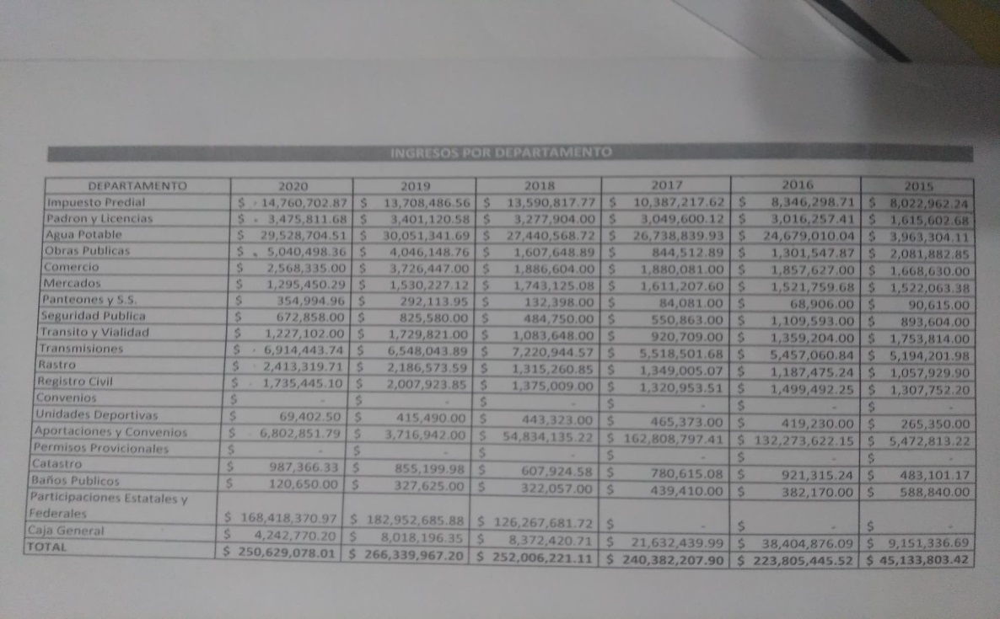 INGRESOS POR DEPARTAMENTO
DEPARTAMENTO 2020 2019 2018 2017 2016 2015
Impuesto Predial $ 14,760,702.87 $ 13,708,486.56 $ 13,590,817.77 $ 10,387,217.62 $ 8,346,298.71 $ 8,022,962.24
Padron y Licencias $ 3,475,811.68 $ 3,401,120.58 $ 3,277,904.00 $ 3,049,600.12 $ 3,016,257.41 $ 1,615,602.68
Agua Potable $ 29,528,704.51 $ 30,051,341.69 $ 27,440,568.72 $ 26,738,839.93 $ 24,679,010.04 $ 3,963,304.11
Obras Publicas $ 5,040,498.36 $ 4,046,148.76 $ 1,607,648.89 $ 844,512.89 $ 1,301,547.87 $ 2,081,882.85
Comercio $ 2,568,335.00 $ 3,726,447.00 $ 1,886,604.00 $ 1,880,081.00 $ 1,857,627.00 $ 1,668,630.00
Mercados $ 1,295,450.29 $ 1,530,227.12 $ 1,743,125.08 $ 1,611,207.60 $ 1,521,759.68 $ 1,522,063.38
Panteones y S.S. $ 354,994.96 $ 292,113.95 $ 132,398.00 $ 84,081.00 $ 68,906.00 $ 90,615.00
Seguridad Publica $ 672,858.00 $ 825,580.00 $ 484,750.00 $ 550,863.00 $ 1,109,593.00 $ 893,604.00
Transito y Vialidad $ 1,227,102.00 $ 1,729,821.00 $ 1,083,648.00 $ 920,709.00 $ 1,359,204.00 $ 1,753,814.00
Transmisiones $ 6,914,443.74 $ 6,548,043.89 $ 7,220,944.57 $ 5,518,501.68 $ 5,457,060.84 $ 5,194,201.98
Rastro $ 2,413,319.71 $ 2,186,573.59 $ 1,315,260.85 $ 1,349,005.07 $ 1,187,475.24 $ 1,057,929.90
Registro Civil $ 1,735,445.10 $ 2,007,923.85 $ 1,375,009.00 $ 1,320,953.51 $ 1,499,492.25 $ 1,307,752.20
Convenios $ - $ - $ - $ - $ - $ -
Unidades Deportivas $ 69,402.50 $ 415,490.00 $ 443,323.00 $ 465,373.00 $ 419,230.00 $ 265,350.00
Aportaciones y Convenios $ 6,802,851.79 $ 3,716,942.00 $ 54,834,135.22 $ 162,808,797.41 $ 132,273,622.15 $ 5,472,813.22
Permisos Provicionales $ - $ - $ - $ - $ - $ -
Catastro $ 987,366.33 $ 855,199.98 $ 607,924.58 $ 780,615.08 $ 921,315.24 $ 483,101.17
Baños Publicos $ 120,650.00 $ 327,625.00 $ 322,057.00 $ 439,410.00 $ 382,170.00 $ 588,840.00
Participaciones Estatales y
Federales $ 168,418,370.97 $ 182,952,685.88 $ 126,267,681.72 $ - $ - $ -
Caja General $ 4,242,770.20 $ 8,018,196.35 $ 8,372,420.71 $ 21,632,439.99 $ 38,404,876.09 $ 9,151,336.69
TOTAL $ 250,629,078.01 $ 266,339,967.20 $ 252,006,221.11 $ 240,382,207.90 $ 223,805,445.52 $ 45,133,803.42